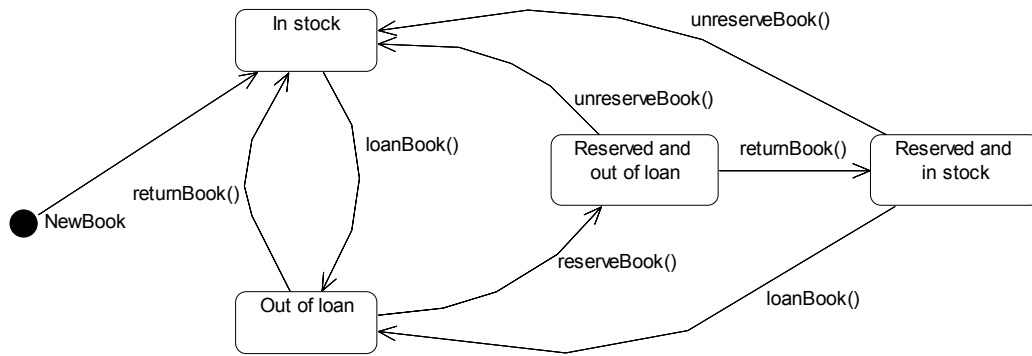 In stock
unreserveBook()
unreserveBook()
loanBook()
Reserved and
out of loan
returnBook()
Reserved and
in stock
returnBook()
NewBook
reserveBook()
Out of loan
loanBook()